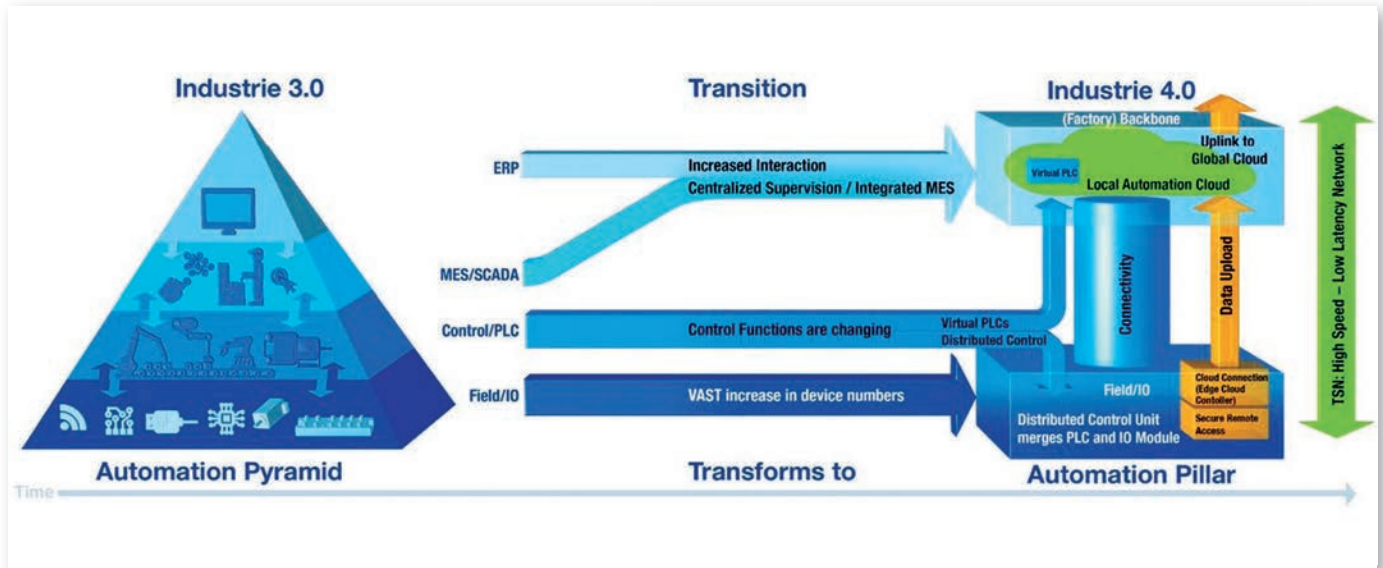 Industrie 3.0
Transition
Industrie 4.0
(Factory) Backbone
Uplink to
Global Cloud
Virtual PLC
Local Automation Cloud
ERP
Increased Interaction
Centralized Supervision / Integrated MES
MES/SCADA
Control/PLC
Control Functions are changing
Virtual PLCs
Distributed Control
Connectivity
Data Upload
TSN: High Speed – Low Latency Network
Field/IO
VAST increase in device numbers
Field/IO
Distributed Control Unit
merges PLC and IO Module
Cloud Connection
(Edge Cloud
Contoller)
Secure Remote
Access
Automation Pyramid
Transforms to
Automation Pillar
Time